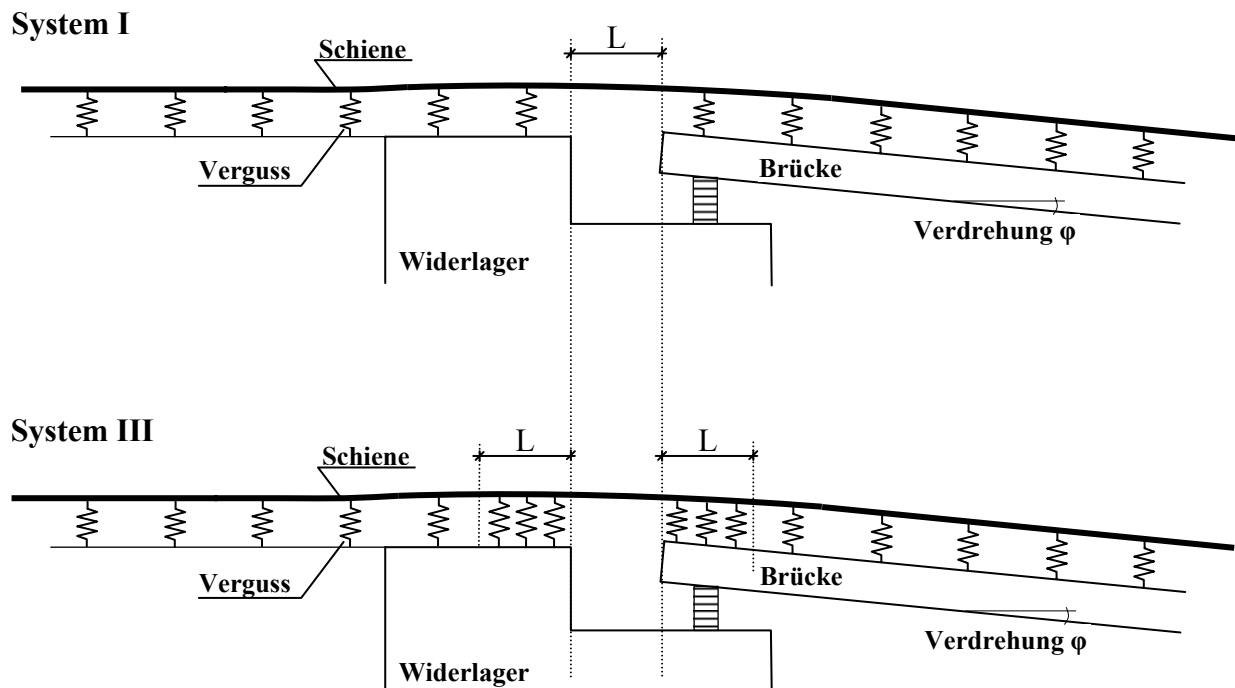 System I
Schiene
L
Verguss
Brücke
Verdrehung φ
Widerlager
System III
L
L
Schiene
Verguss
Brücke
Verdrehung φ
Widerlager